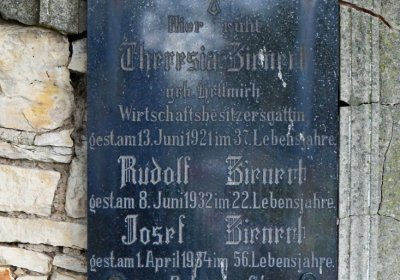 Hier ruht
Theresia Zienert
geb. Hellmich
Wirtschaftsbesitzersgattin
gest. am 13. Juni 1921 im 37. Lebensjahre.
Rudolf Zienert
gest. am 8. Juni 1932 im 22. Lebensjahre.
Josef Zienert
gest. am 1. April 1934 im 56. Lebensjahre.